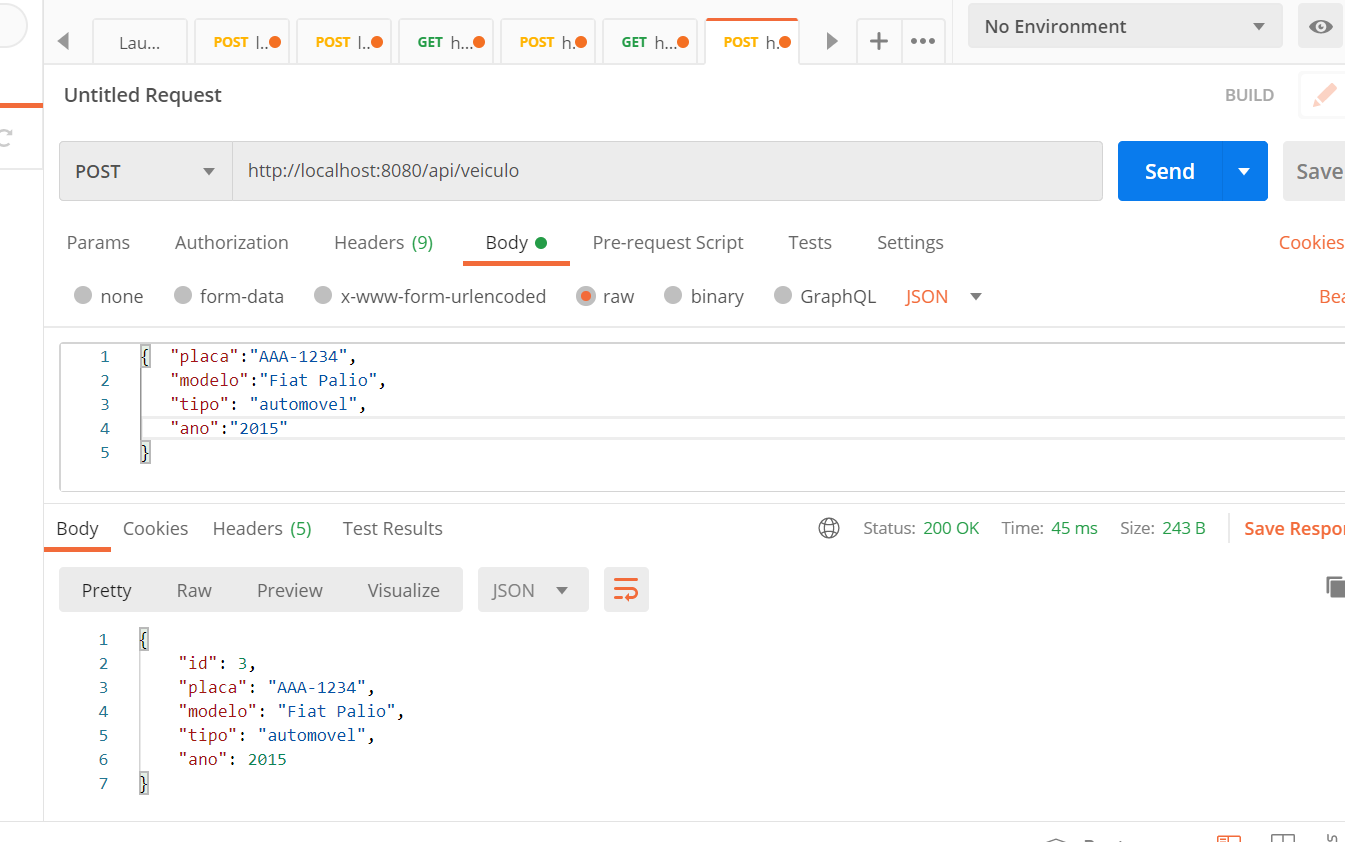 Lau... POST l... POST l... GET h... POST h... GET h... POST h... No Environment
Untitled Request BUILD
POST http://localhost:8080/api/veiculo Send Save
Params Authorization Headers (9) Body Pre-request Script Tests Settings Cookies
none form-data x-www-form-urlencoded raw binary GraphQL JSON Bea
1 { "placa":"AAA-1234",
2 "modelo":"Fiat Palio",
3 "tipo": "automovel",
4 "ano":"2015"
5 }
Body Cookies Headers (5) Test Results Status: 200 OK Time: 45 ms Size: 243 B Save Respo
Pretty Raw Preview Visualize JSON
1 {
2 "id": 3,
3 "placa": "AAA-1234",
4 "modelo": "Fiat Palio",
5 "tipo": "automovel",
6 "ano": 2015
7 }